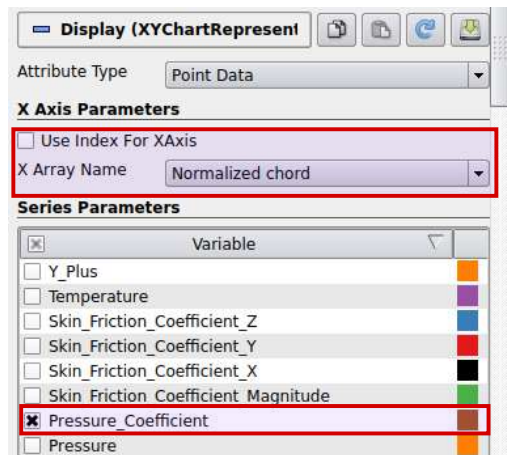 Display (XYChartRepresent
Attribute Type Point Data
X Axis Parameters
Use Index For XAxis
X Array Name Normalized chord
Series Parameters
Variable
Y_Plus
Temperature
Skin_Friction_Coefficient_Z
Skin_Friction_Coefficient_Y
Skin_Friction_Coefficient_X
Skin_Friction_Coefficient_Magnitude
Pressure_Coefficient
Pressure